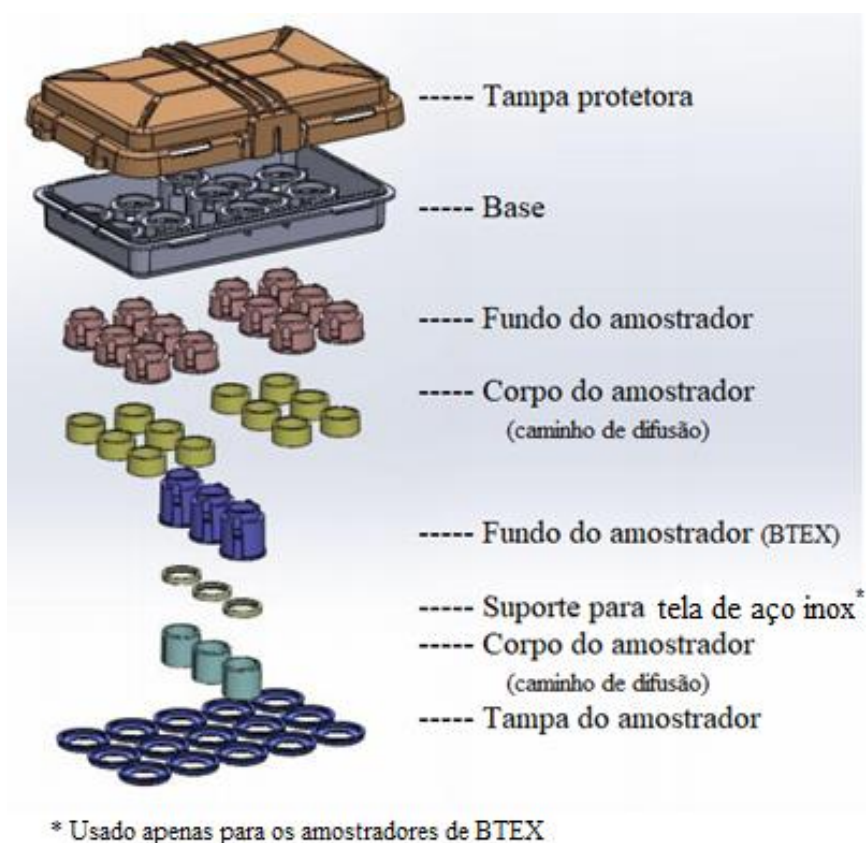 ----- Tampa protetora
----- Base
----- Fundo do amostrador
----- Corpo do amostrador
(caminho de difusão)
----- Fundo do amostrador (BTEX)
----- Suporte para tela de aço inox*
----- Corpo do amostrador
(caminho de difusão)
----- Tampa do amostrador
* Usado apenas para os amostradores de BTEX